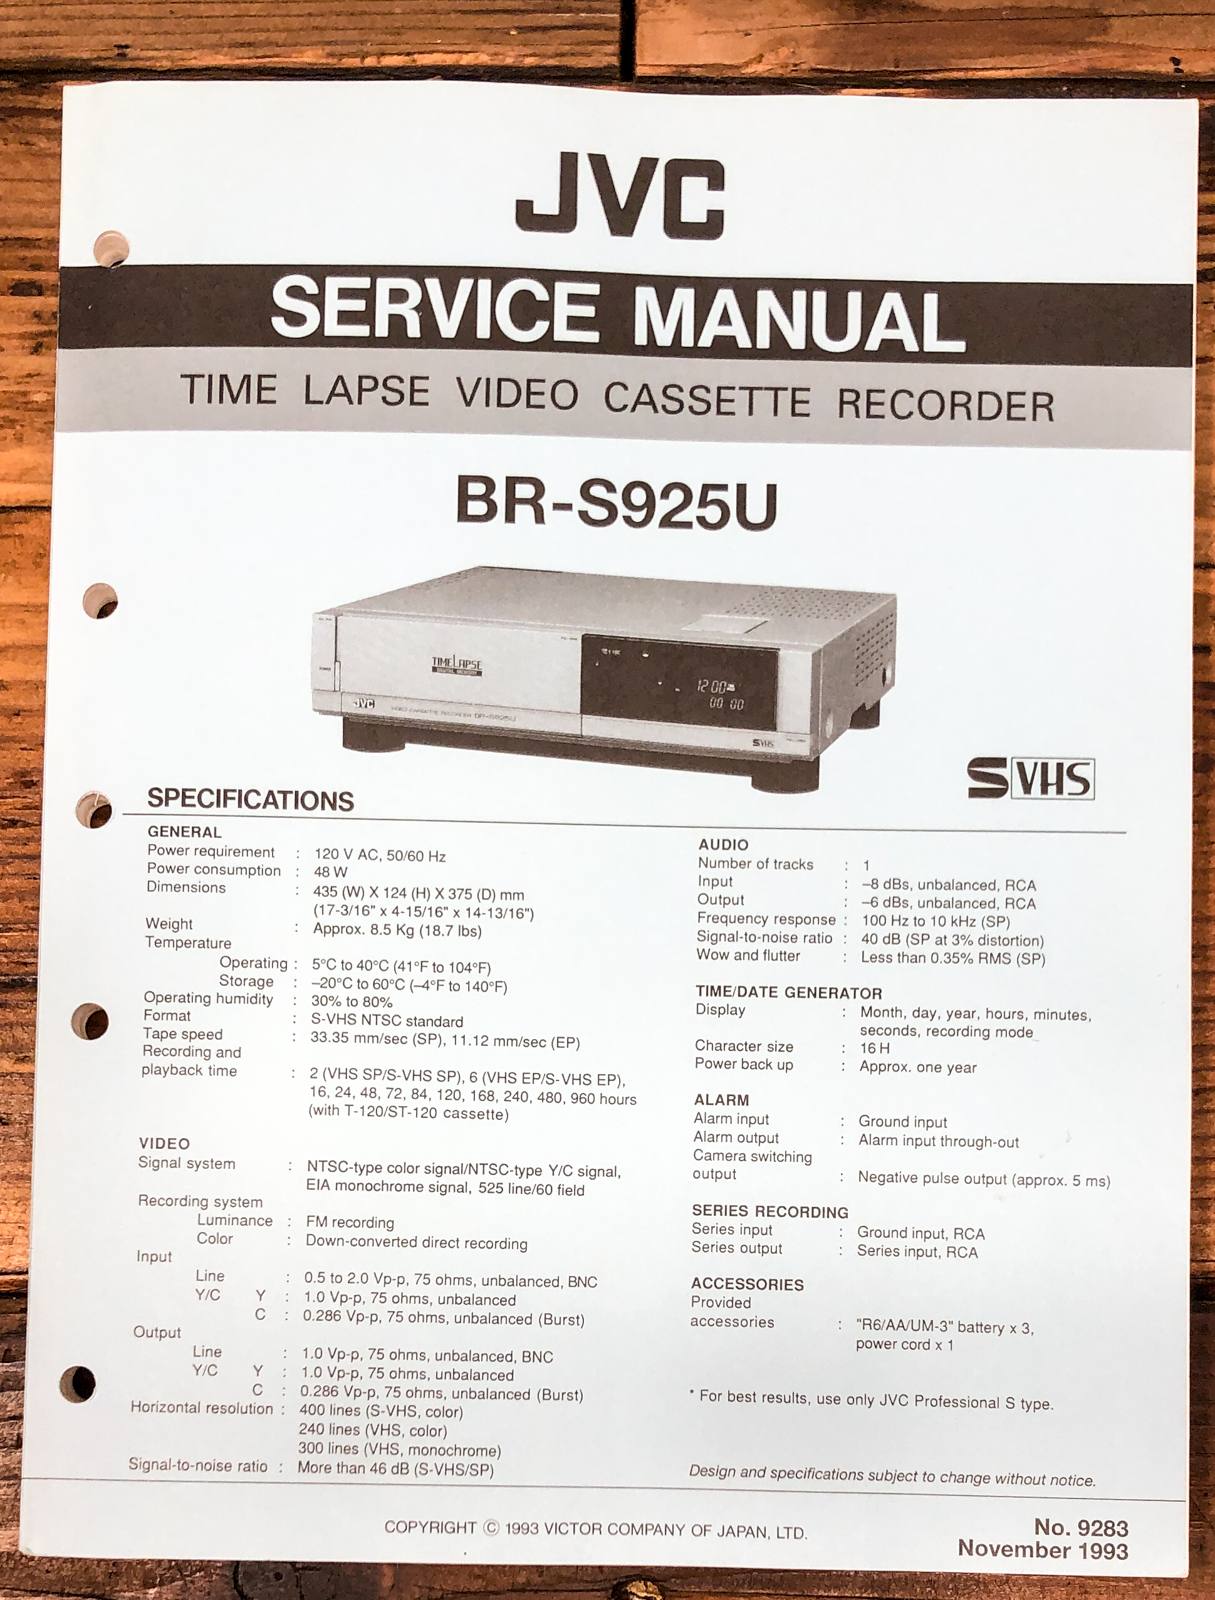 JVC
SERVICE MANUAL
TIME LAPSE VIDEO CASSETTE RECORDER
BR-S925U
TIME LAPSE
DIGITAL MEMORY
POWER
12:00
00 00
JVC
VIDEO CASSETTE RECORDER BR-S925U
S VHS
S VHS
SPECIFICATIONS
GENERAL
Power requirement : 120 V AC, 50/60 Hz
Power consumption : 48 W
Dimensions : 435 (W) X 124 (H) X 375 (D) mm
(17-3/16" x 4-15/16" x 14-13/16")
Weight : Approx. 8.5 Kg (18.7 lbs)
Temperature
Operating : 5°C to 40°C (41°F to 104°F)
Storage : –20°C to 60°C (–4°F to 140°F)
Operating humidity : 30% to 80%
Format : S-VHS NTSC standard
Tape speed : 33.35 mm/sec (SP), 11.12 mm/sec (EP)
Recording and
playback time : 2 (VHS SP/S-VHS SP), 6 (VHS EP/S-VHS EP),
16, 24, 48, 72, 84, 120, 168, 240, 480, 960 hours
(with T-120/ST-120 cassette)
VIDEO
Signal system : NTSC-type color signal/NTSC-type Y/C signal,
EIA monochrome signal, 525 line/60 field
Recording system
Luminance : FM recording
Color : Down-converted direct recording
Input
Line : 0.5 to 2.0 Vp-p, 75 ohms, unbalanced, BNC
Y/C Y : 1.0 Vp-p, 75 ohms, unbalanced
C : 0.286 Vp-p, 75 ohms, unbalanced (Burst)
Output
Line : 1.0 Vp-p, 75 ohms, unbalanced, BNC
Y/C Y : 1.0 Vp-p, 75 ohms, unbalanced
C : 0.286 Vp-p, 75 ohms, unbalanced (Burst)
Horizontal resolution : 400 lines (S-VHS, color)
240 lines (VHS, color)
300 lines (VHS, monochrome)
Signal-to-noise ratio : More than 46 dB (S-VHS/SP)
AUDIO
Number of tracks : 1
Input : –8 dBs, unbalanced, RCA
Output : –6 dBs, unbalanced, RCA
Frequency response : 100 Hz to 10 kHz (SP)
Signal-to-noise ratio : 40 dB (SP at 3% distortion)
Wow and flutter : Less than 0.35% RMS (SP)
TIME/DATE GENERATOR
Display : Month, day, year, hours, minutes,
seconds, recording mode
Character size : 16 H
Power back up : Approx. one year
ALARM
Alarm input : Ground input
Alarm output : Alarm input through-out
Camera switching
output : Negative pulse output (approx. 5 ms)
SERIES RECORDING
Series input : Ground input, RCA
Series output : Series input, RCA
ACCESSORIES
Provided
accessories : "R6/AA/UM-3" battery x 3,
power cord x 1
* For best results, use only JVC Professional S type.
Design and specifications subject to change without notice.
COPYRIGHT © 1993 VICTOR COMPANY OF JAPAN, LTD.
No. 9283
November 1993